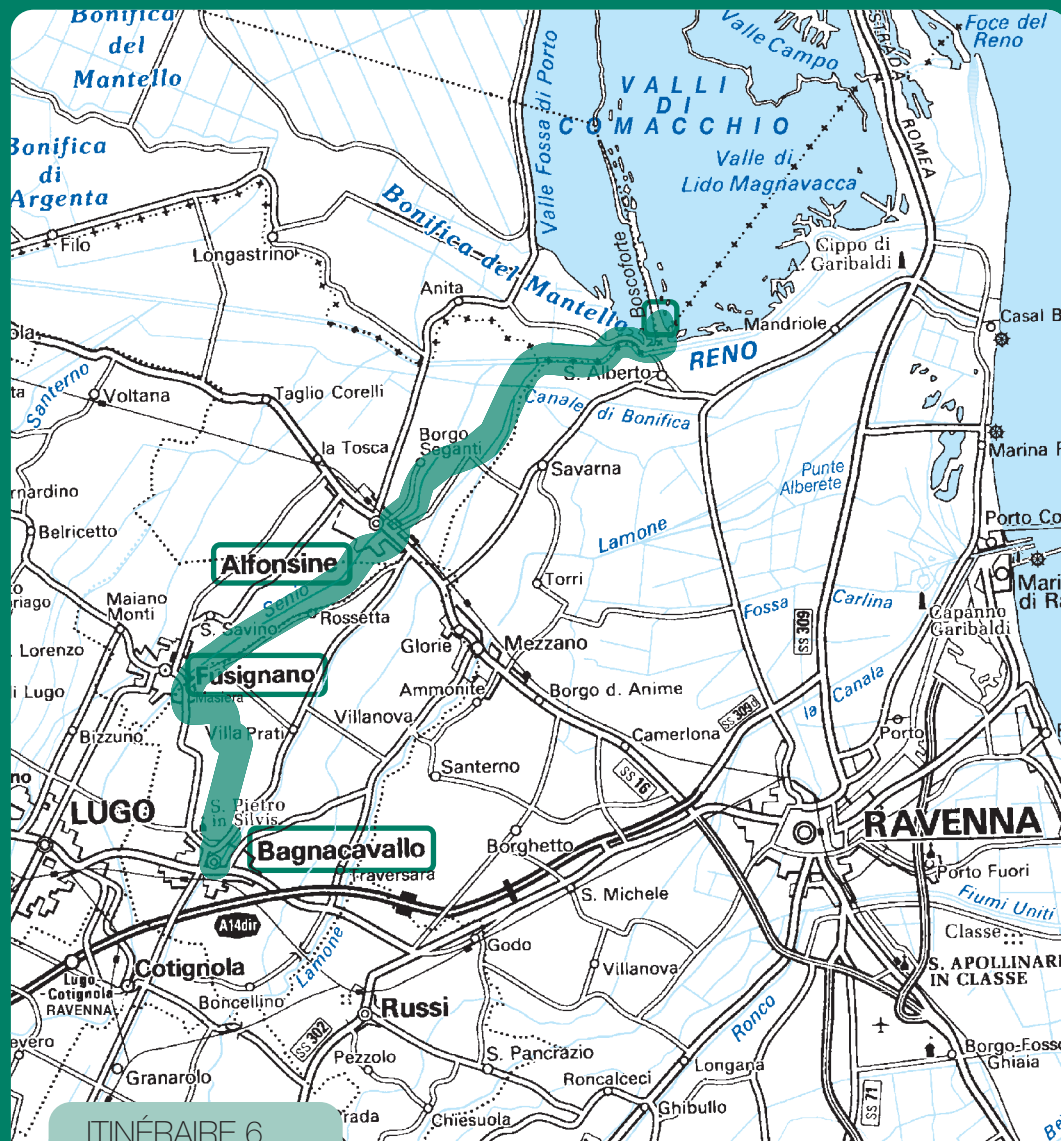 Bonifica
del
Mantello
Bonifica
di
Argenta
Filo
Longastrino
Bonifica del Mantello
Valle Fossa di Porto
VALLI
DI
COMACCHIO
Valle Campo
Valle di
Lido Magnavacca
Foce del
Reno
ROMEA
Boscoforte
Cippo di
A. Garibaldi
Anita
Mandriole
Casal B
RENO
S. Alberto
Canale di Bonifica
Santerno
Voltana
Taglio Corelli
la Tosca
Borgo
Seganti
Savarna
Punte
Alberete
Marina R
Belricetto
Alfonsine
Lamone
Porto Co
Mari
di Ra
Maiano
Monti
Senio
S. Savino
Rossetta
Torri
Fossa
Carlina
SS 309
Capanno
Garibaldi
Lorenzo
di Lugo
Fusignano
Masiera
Glorie
Mezzano
Ammonite
Borgo d. Anime
la Canala
Bizzuno
Villa Prati
Villanova
Camerlona
SS 309d
Porto
Santerno
SS 16
LUGO
S. Pietro
in Silvis
RAVENNA
Bagnacavallo
Traversara
Borghetto
Porto Fuori
S. Michele
Fiumi Uniti
A14dir
Lamone
Godo
Classe
Villanova
S. APOLLINARE
IN CLASSE
Lugo
-Cotignola
RAVENNA
Cotignola
Boncellino
Russi
Ronco
SS 302
Pezzolo
S. Pancrazio
Longana
Borgo-Fosso
Ghiaia
Granarolo
Roncalceci
SS 71
Chiesuola
Ghibullo
ITINÉRAIRE 6